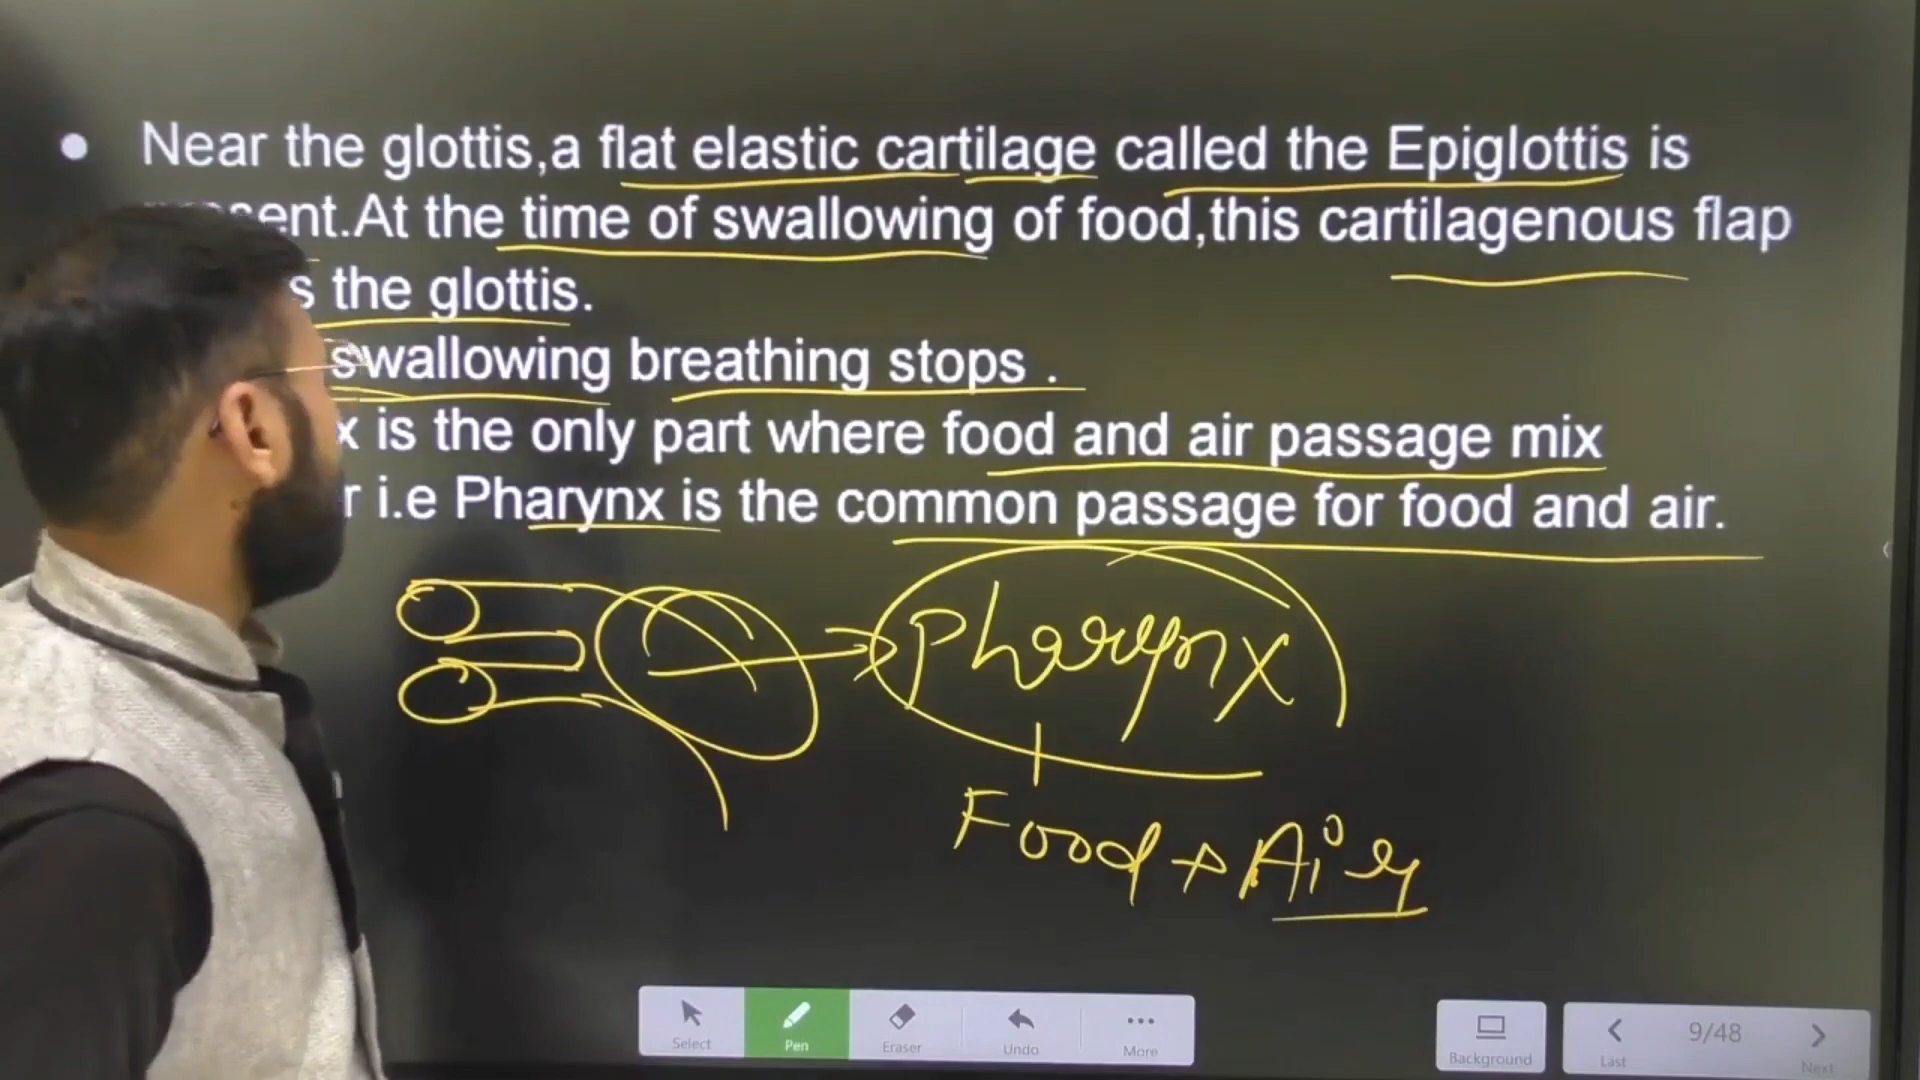 Near the glottis,a flat elastic cartilage called the Epiglottis is
.At the time of swallowing of food,this cartilagenous flap
the glottis.
swallowing breathing stops .
is the only part where food and air passage mix
i.e Pharynx is the common passage for food and air.
Pharynx
Food + Air
Select Pen Eraser Undo More Background Last 9/48 Next